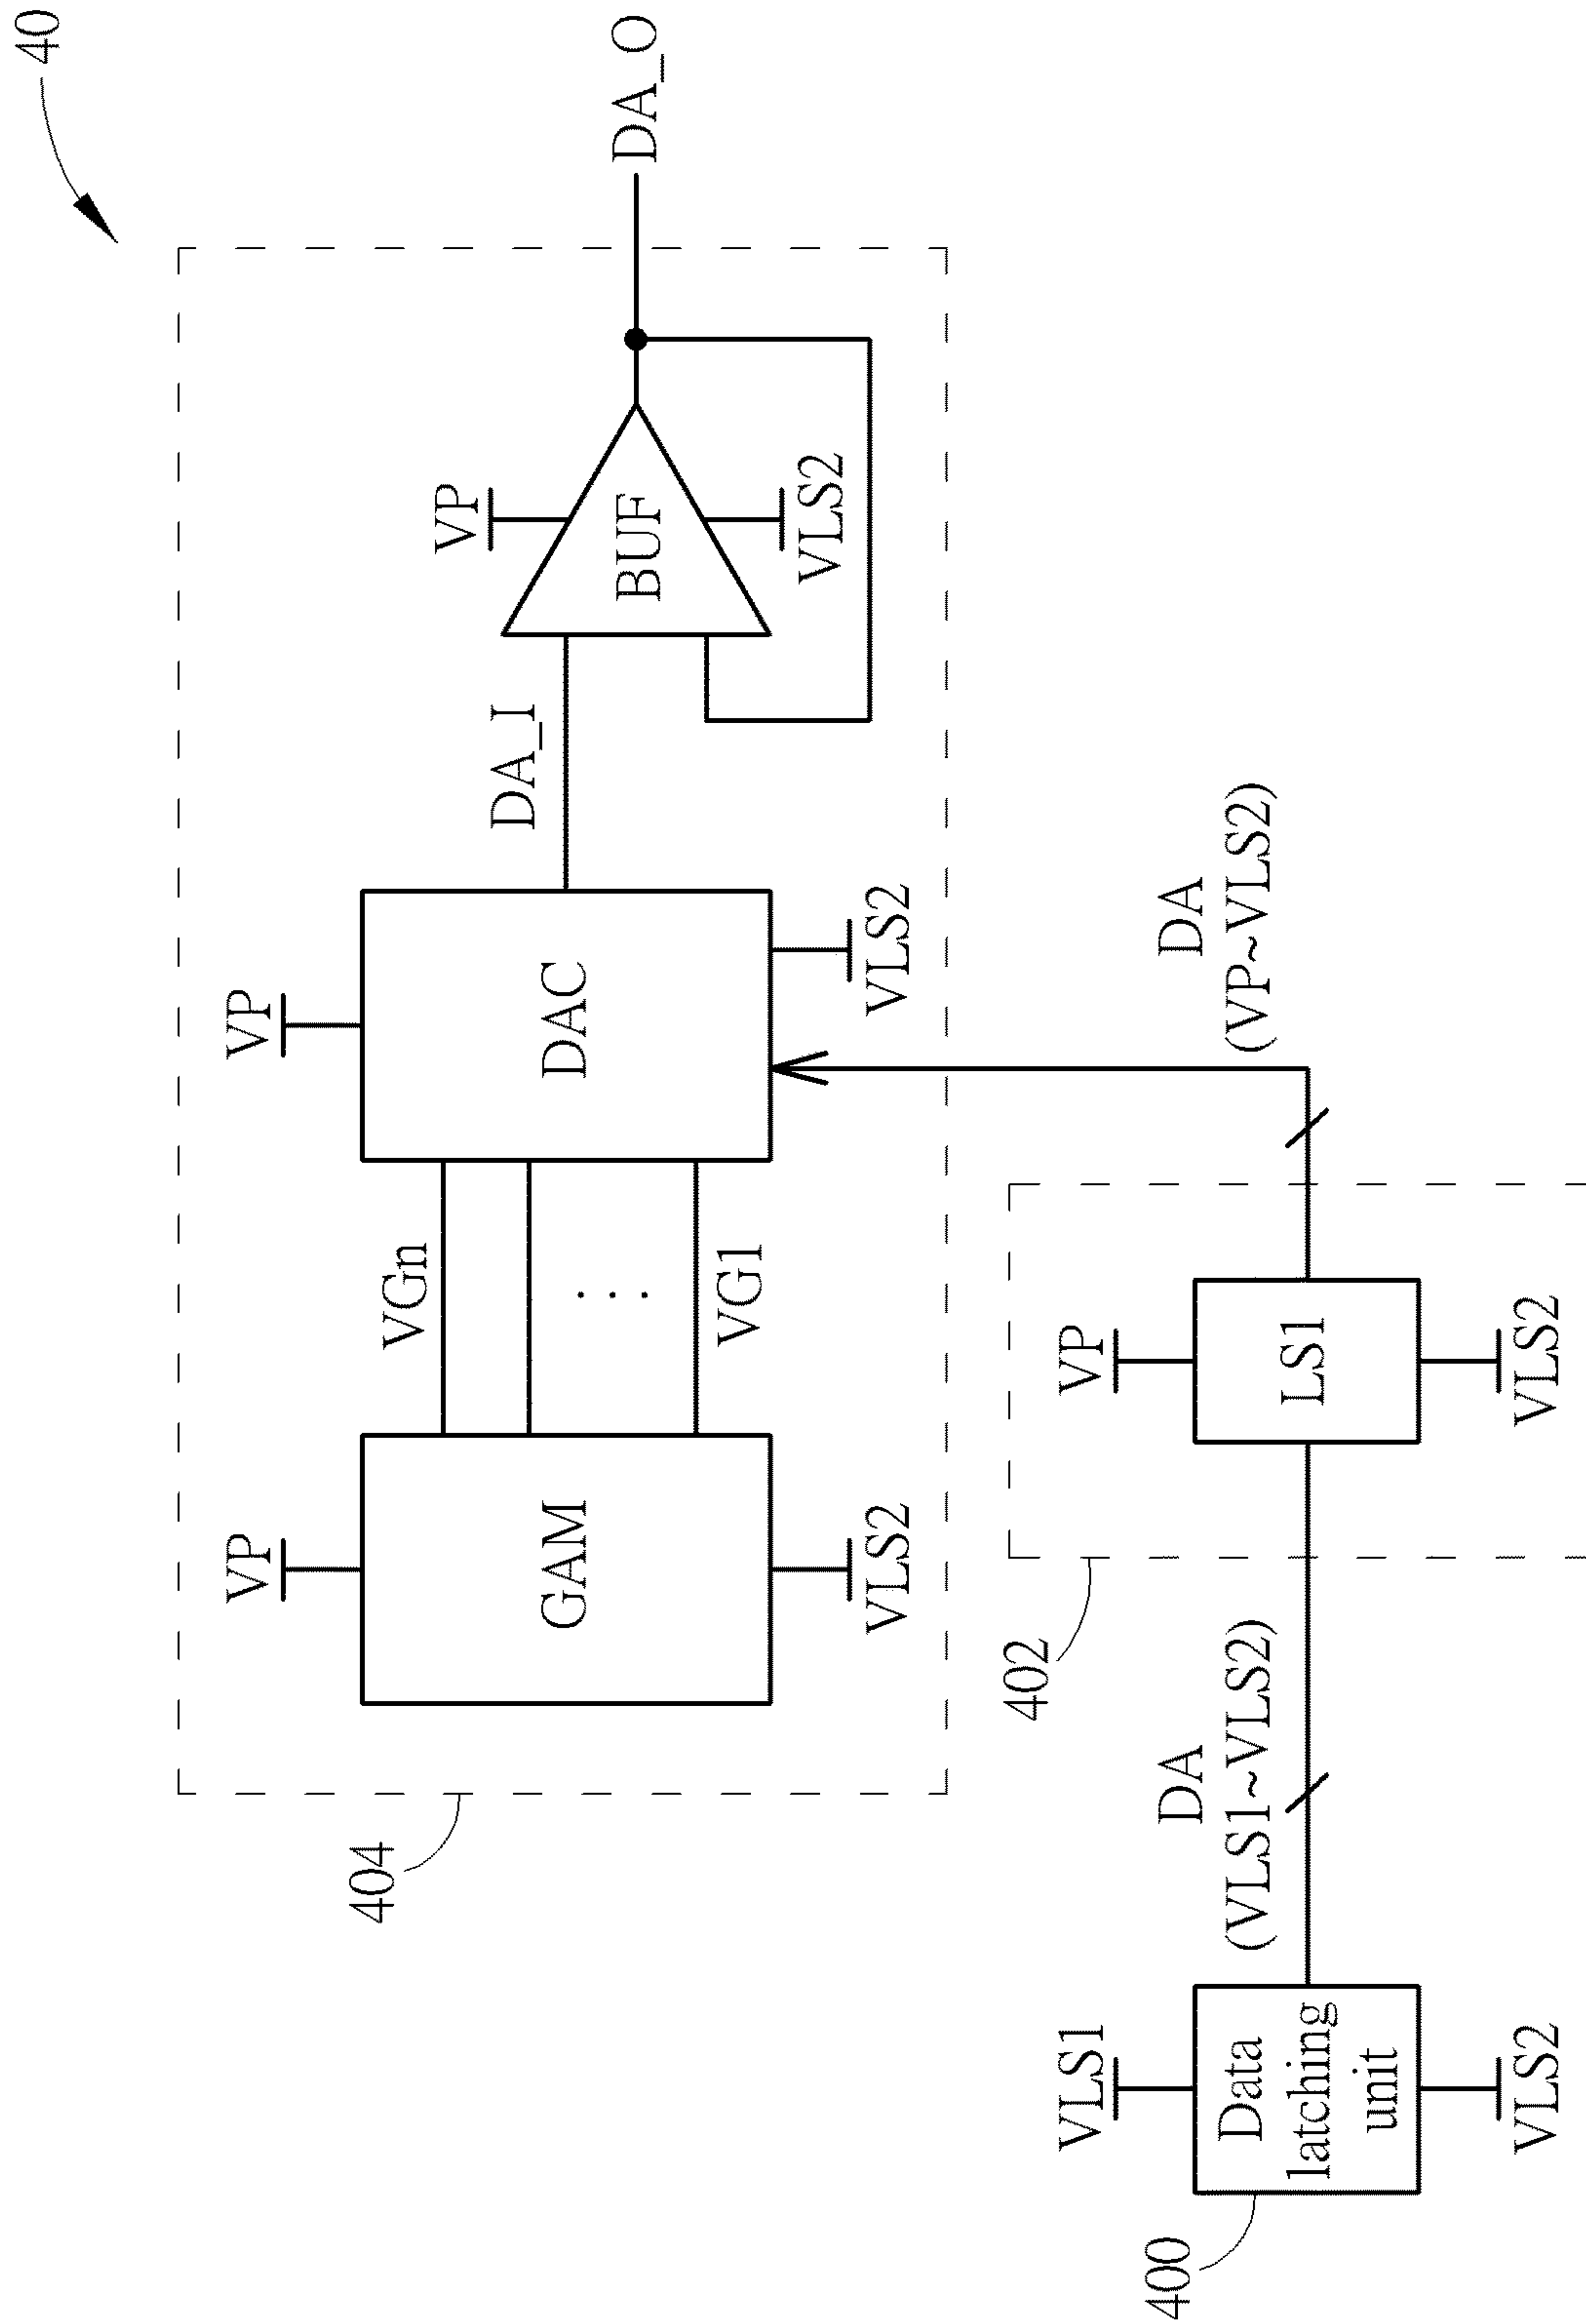 40
404
VP
GAM
VLS2
VGn
. . .
VG1
VP
DAC
VLS2
DA_I
VP
BUF
VLS2
DA_O
400
VLS1
Data
latching
unit
VLS2
DA
(VLS1~VLS2)
402
VP
LS1
VLS2
DA
(VP~VLS2)